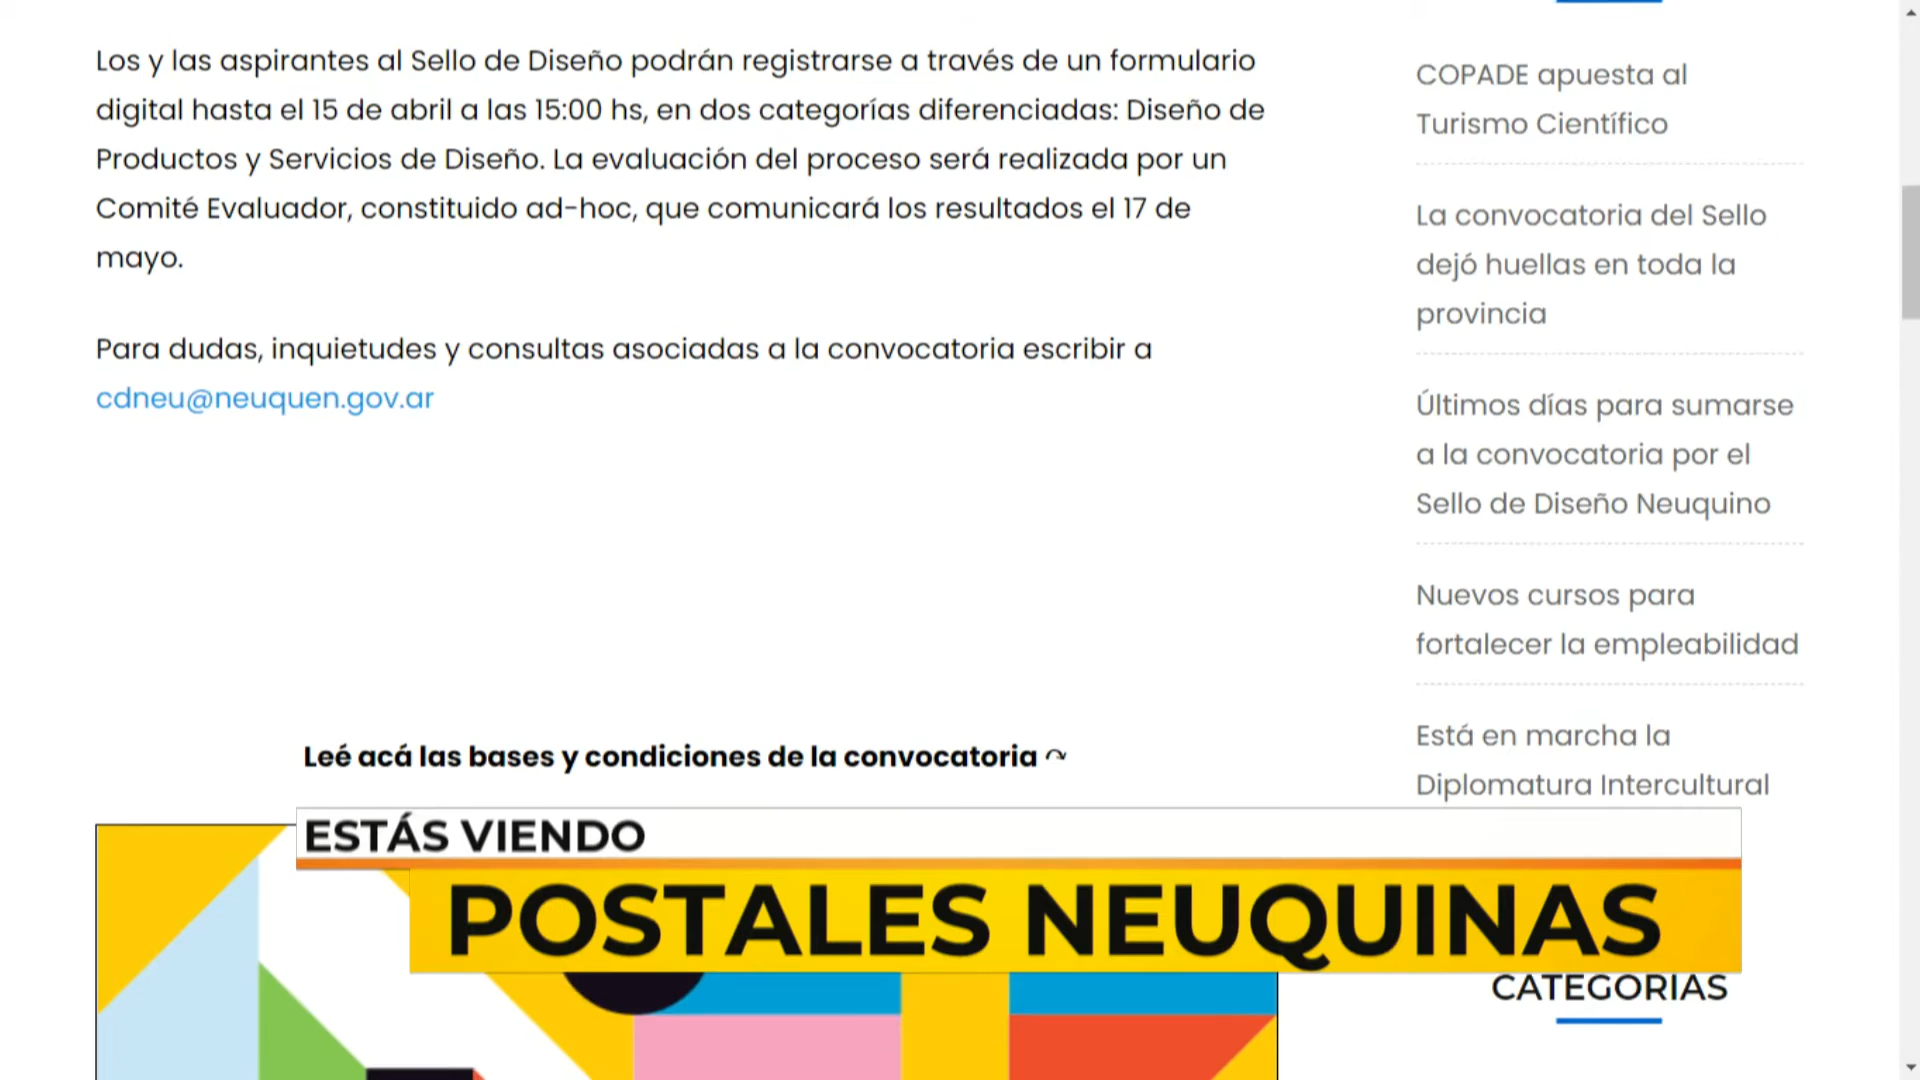 Los y las aspirantes al Sello de Diseño podrán registrarse a través de un formulario
digital hasta el 15 de abril a las 15:00 hs, en dos categorías diferenciadas: Diseño de
Productos y Servicios de Diseño. La evaluación del proceso será realizada por un
Comité Evaluador, constituido ad-hoc, que comunicará los resultados el 17 de
mayo.
Para dudas, inquietudes y consultas asociadas a la convocatoria escribir a
cdneu@neuquen.gov.ar
Leé acá las bases y condiciones de la convocatoria ↷
COPADE apuesta al
Turismo Científico
La convocatoria del Sello
dejó huellas en toda la
provincia
Últimos días para sumarse
a la convocatoria por el
Sello de Diseño Neuquino
Nuevos cursos para
fortalecer la empleabilidad
Está en marcha la
Diplomatura Intercultural
ESTÁS VIENDO
POSTALES NEUQUINAS
CATEGORIAS